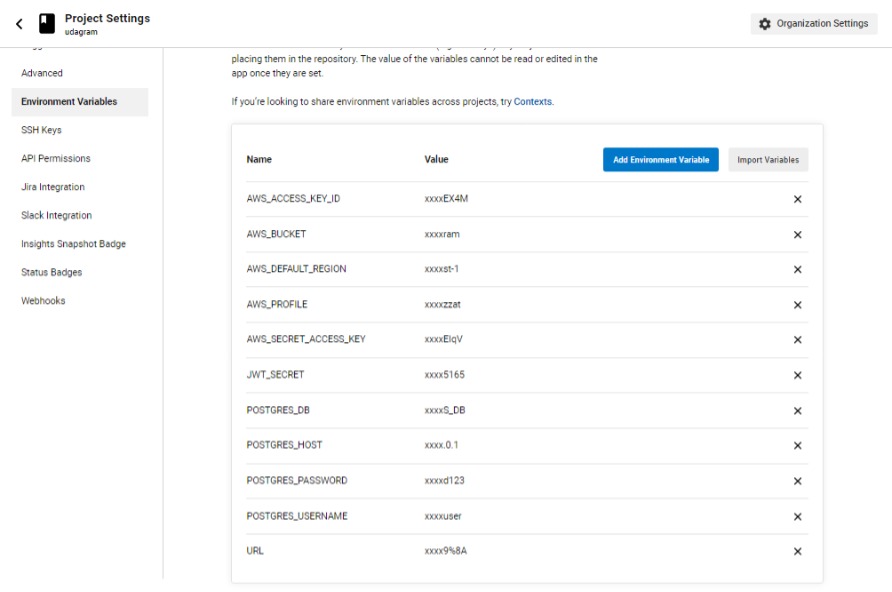 Project Settings
udagram
Organization Settings
Advanced
Environment Variables
SSH Keys
API Permissions
Jira Integration
Slack Integration
Insights Snapshot Badge
Status Badges
Webhooks
placing them in the repository. The value of the variables cannot be read or edited in the
app once they are set.
If you're looking to share environment variables across projects, try Contexts.
Name Value Add Environment Variable Import Variables
AWS_ACCESS_KEY_ID xxxxEX4M
AWS_BUCKET xxxxram
AWS_DEFAULT_REGION xxxxst-1
AWS_PROFILE xxxxzzat
AWS_SECRET_ACCESS_KEY xxxxEIqV
JWT_SECRET xxxx5165
POSTGRES_DB xxxxS_DB
POSTGRES_HOST xxxx.0.1
POSTGRES_PASSWORD xxxxd123
POSTGRES_USERNAME xxxxuser
URL xxxx9%8A